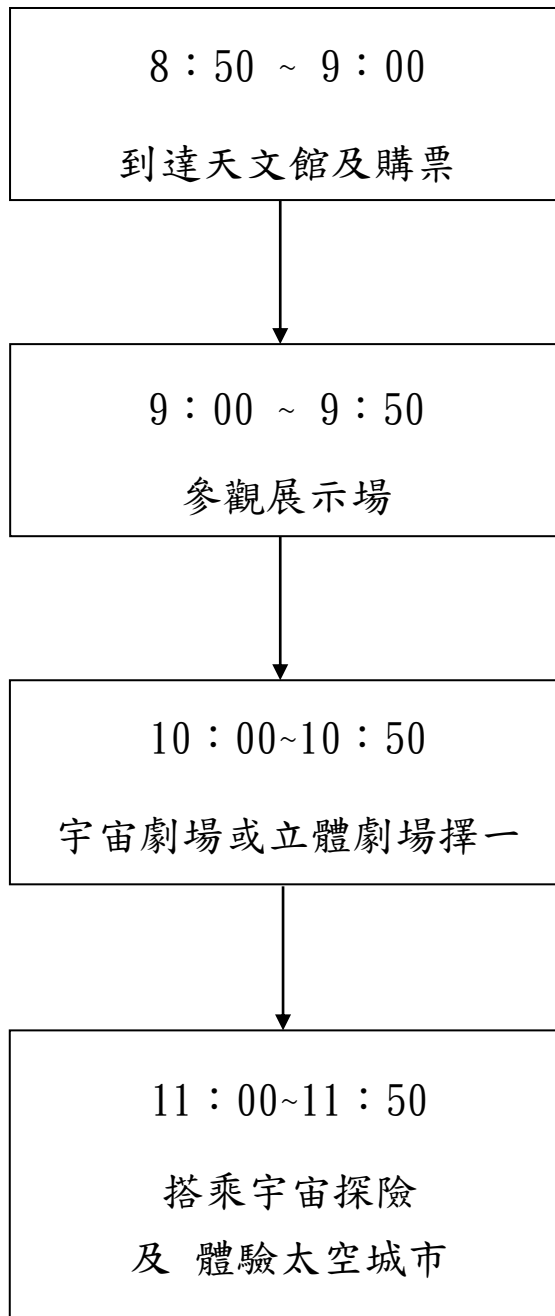 8：50 ~ 9：00
到達天文館及購票
9：00 ~ 9：50
參觀展示場
10：00~10：50
宇宙劇場或立體劇場擇一
11：00~11：50
搭乘宇宙探險
及 體驗太空城市